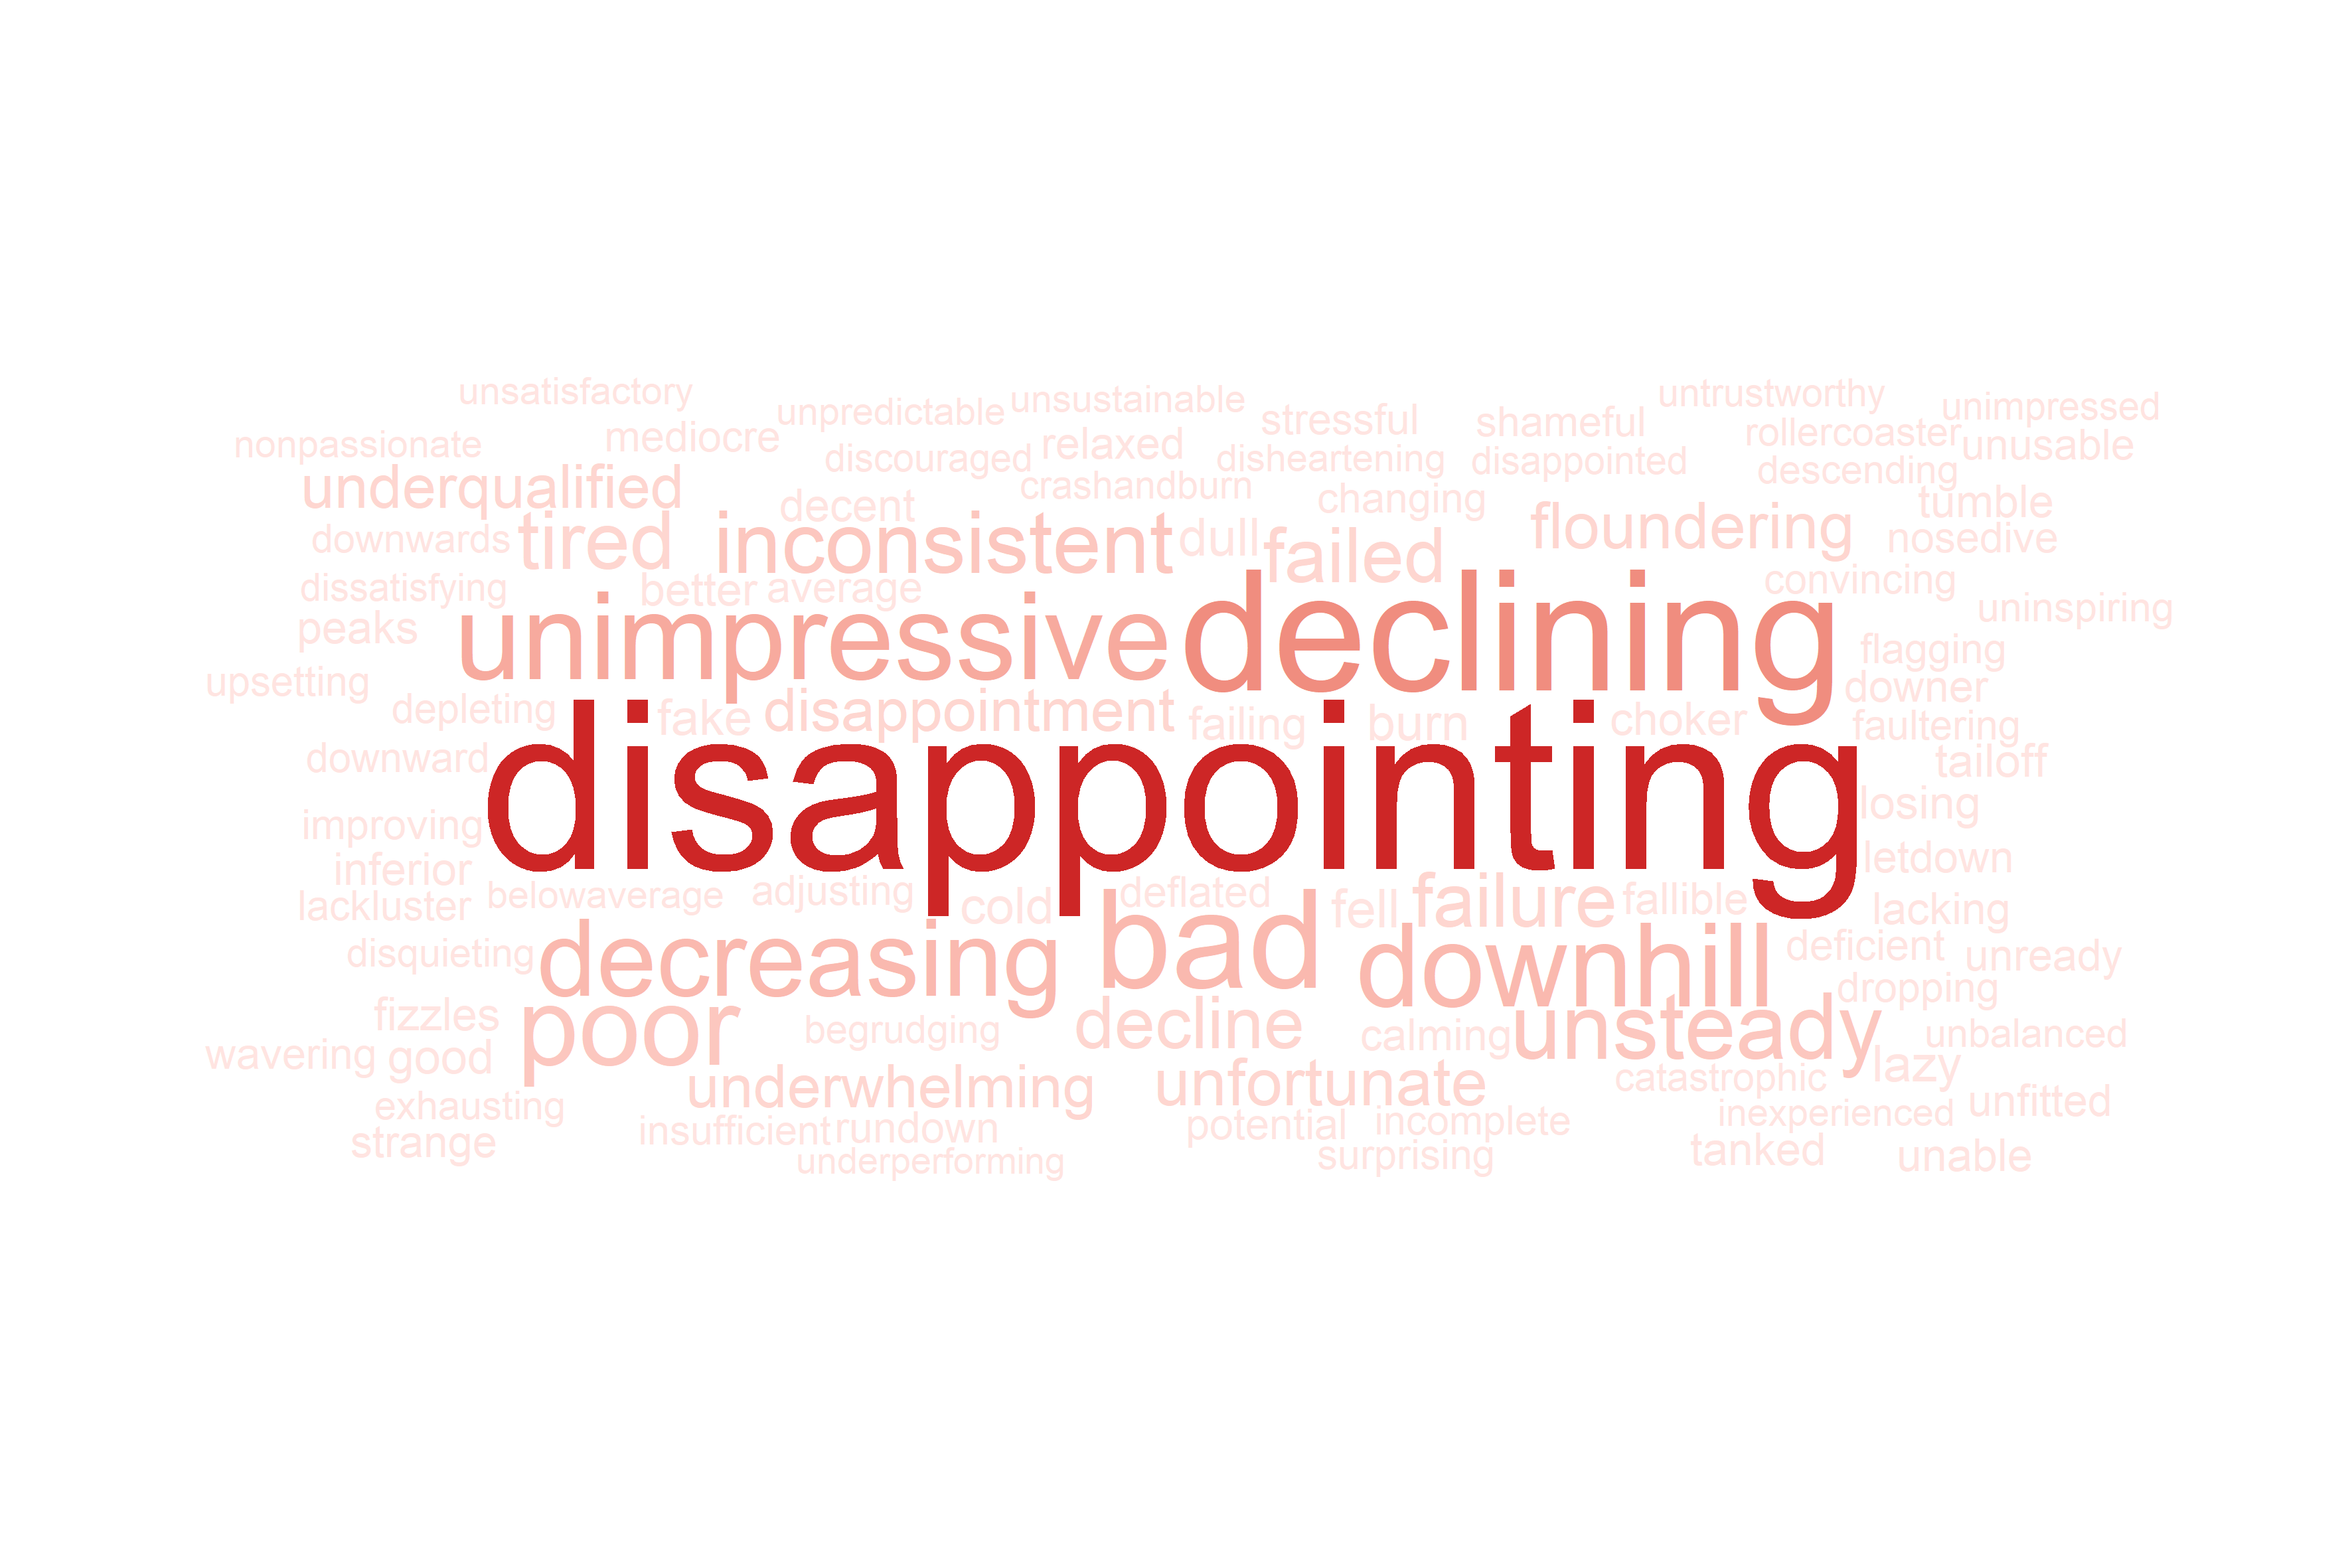 unsatisfactory unpredictable unsustainable untrustworthy unimpressed
nonpassionate mediocre discouraged relaxed stressful shameful rollercoaster unusable
disheartening disappointed descending
underqualified decent crashandburn changing tumble
downwards tired inconsistent dull failed floundering nosedive
dissatisfying better average convincing uninspiring
peaks unimpressive declining flagging
upsetting depleting fake disappointment failing burn choker downer faultering
downward disappointing tailoff
improving losing
inferior letdown
lackluster belowaverage adjusting cold deflated fell failure fallible lacking
disquieting decreasing bad downhill deficient unready
dropping
fizzles poor begrudging decline calming unsteady unbalanced
wavering good underwhelming unfortunate catastrophic lazy
exhausting insufficient rundown potential incomplete inexperienced unfitted
strange underperforming surprising tanked unable